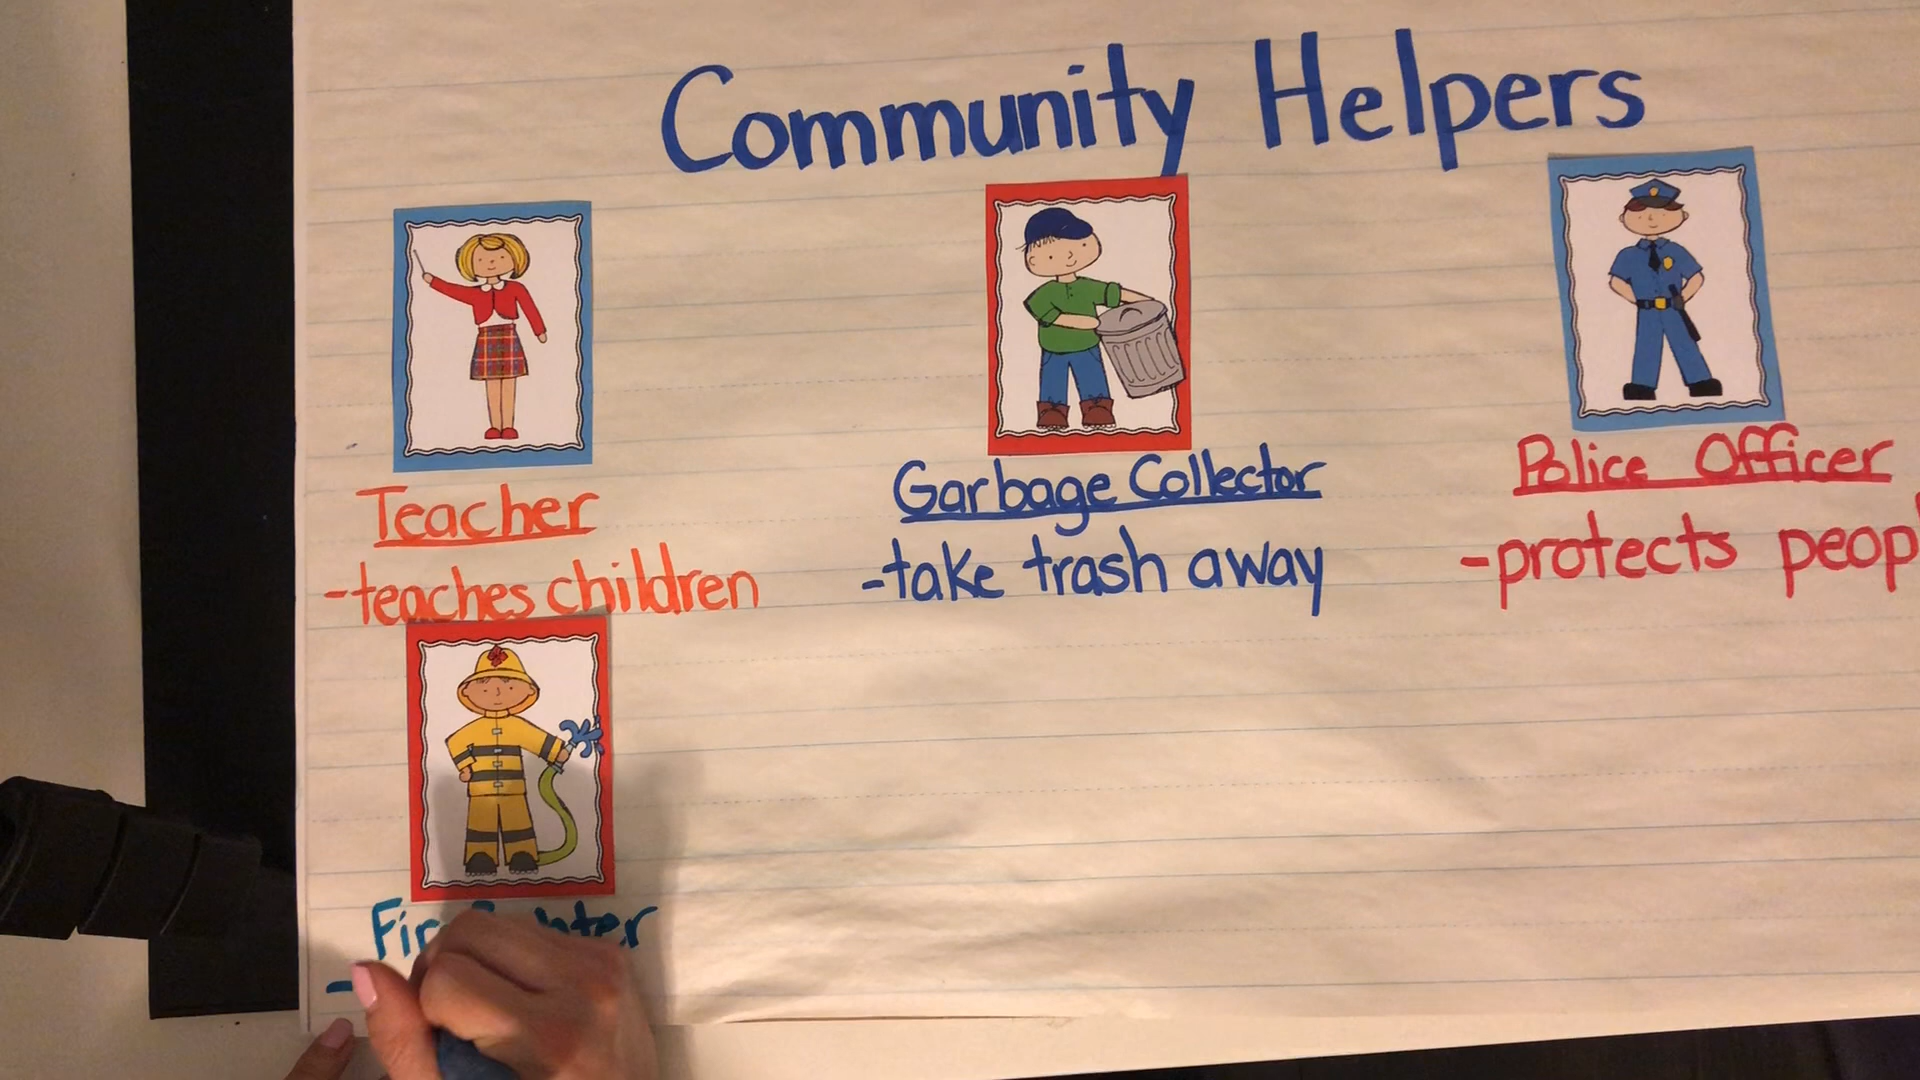 Community Helpers
Teacher
-teaches children
Garbage Collector
-take trash away
Police Officer
-protects
-